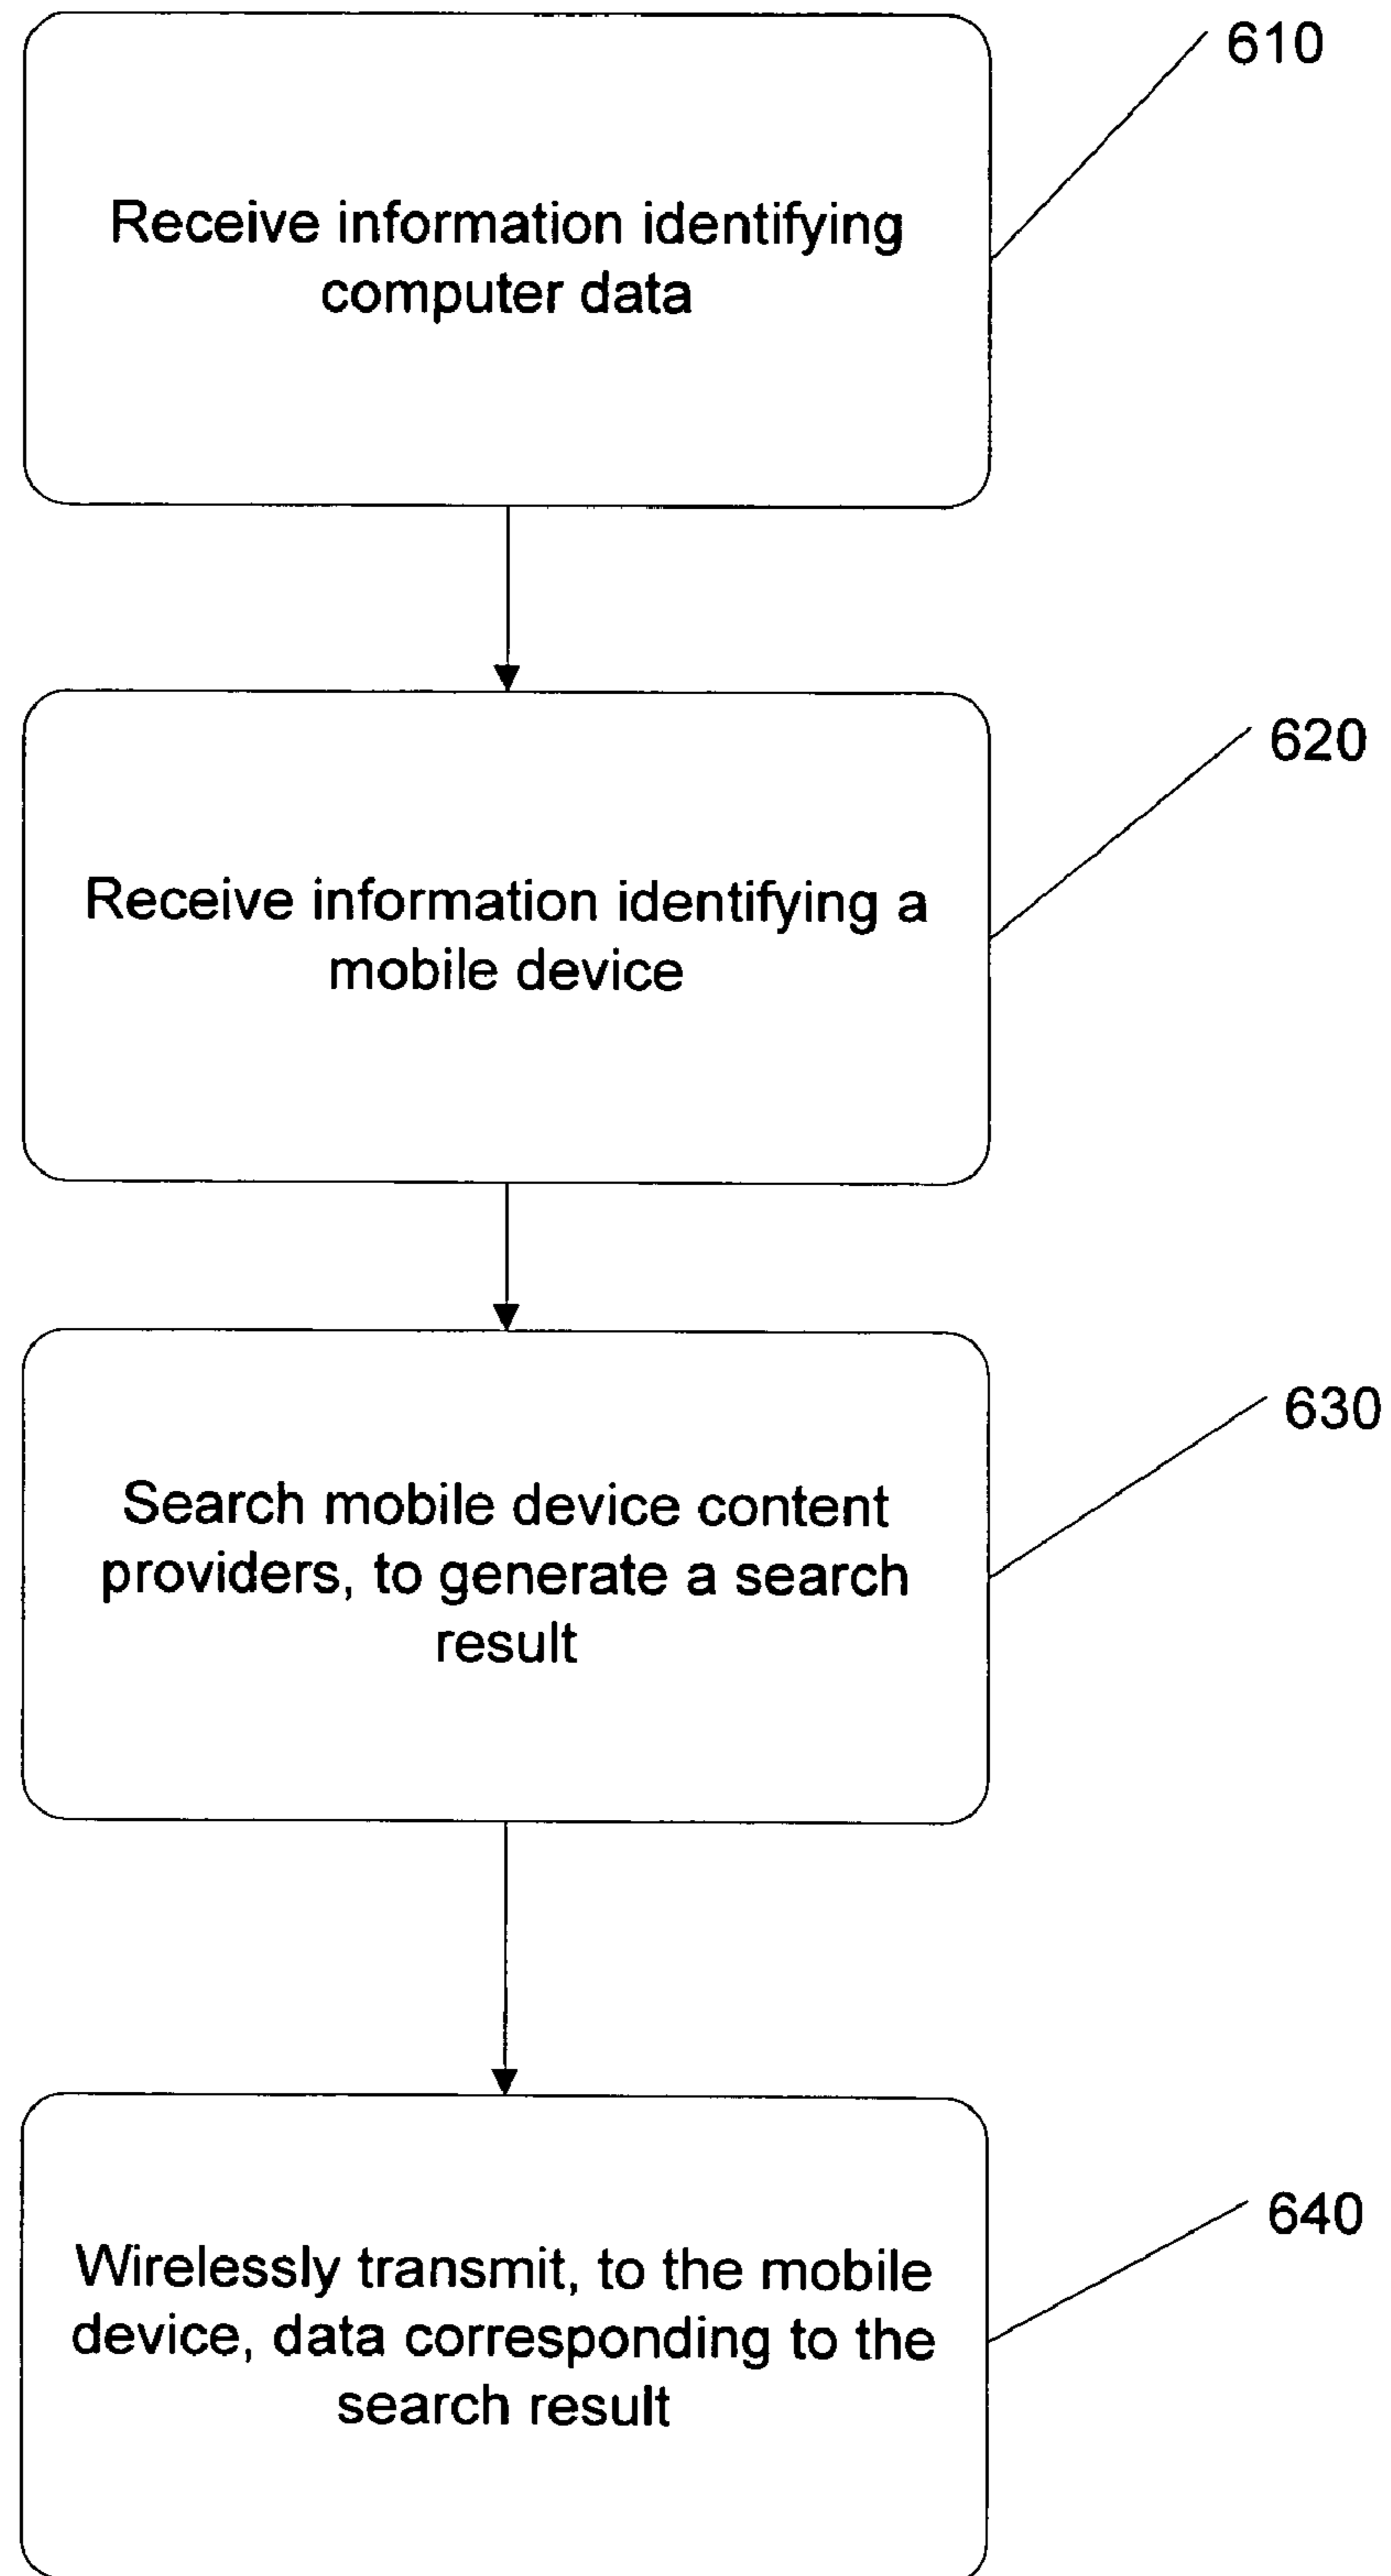 610
Receive information identifying
computer data
620
Receive information identifying a
mobile device
630
Search mobile device content
providers, to generate a search
result
640
Wirelessly transmit, to the mobile
device, data corresponding to the
search result